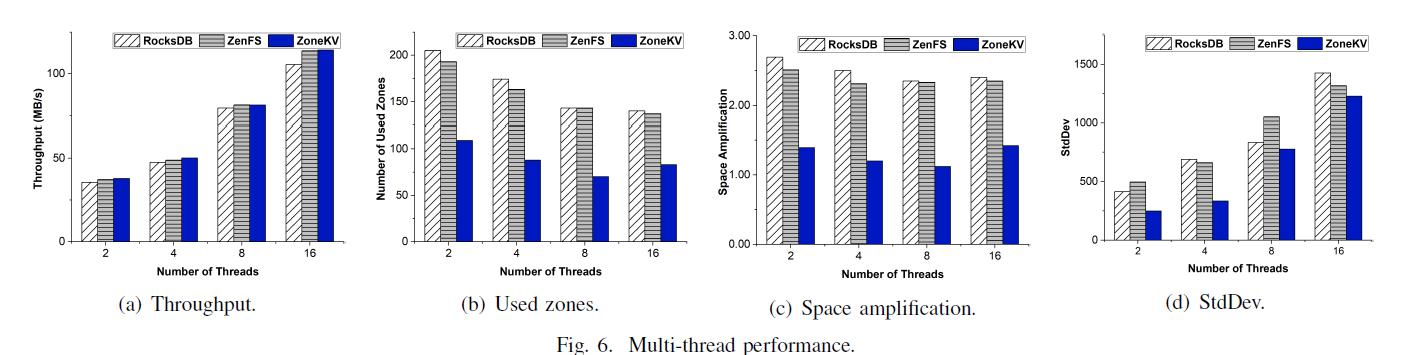 RocksDB ZenFS ZoneKV
Throughput (MB/s)
100
50
0
2 4 8 16
Number of Threads
(a) Throughput.
RocksDB ZenFS ZoneKV
Number of Used Zones
200
150
100
50
0
2 4 8 16
Number of Threads
(b) Used zones.
RocksDB ZenFS ZoneKV
Space Amplification
3.00
2.00
1.00
0.00
2 4 8 16
Number of Threads
(c) Space amplification.
RocksDB ZenFS ZoneKV
StdDev
1500
1000
500
0
2 4 8 16
Number of Threads
(d) StdDev.
Fig. 6. Multi-thread performance.